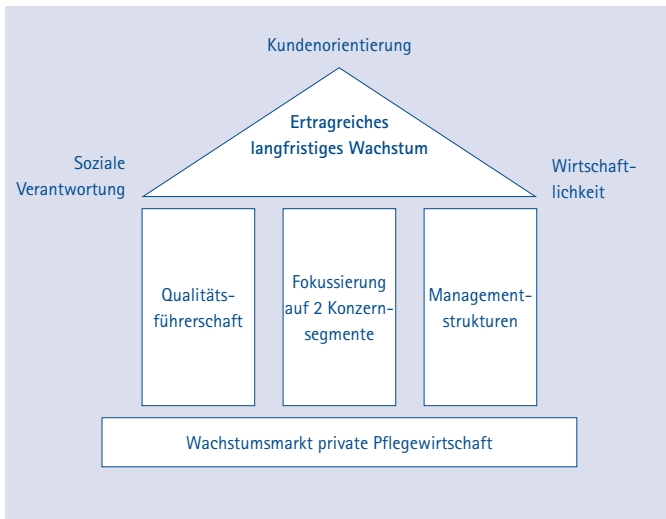 Kundenorientierung
Ertragreiches
langfristiges Wachstum
Soziale
Verantwortung
Wirtschaft-
lichkeit
Qualitäts-
führerschaft
Fokussierung
auf 2 Konzern-
segmente
Management-
strukturen
Wachstumsmarkt private Pflegewirtschaft